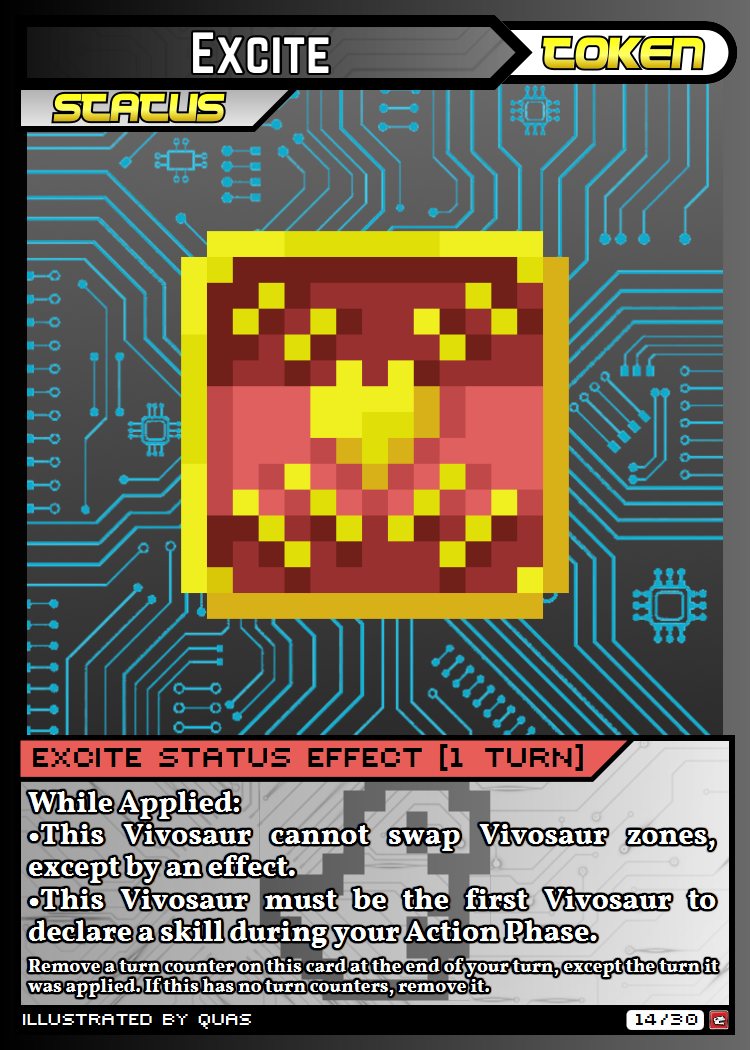 Excite
TOKEN
STATUS
EXCITE STATUS EFFECT [1 TURN]
While Applied:
•This Vivosaur cannot swap Vivosaur zones,
except by an effect.
•This Vivosaur must be the first Vivosaur to
declare a skill during your Action Phase.
Remove a turn counter on this card at the end of your turn, except the turn it
was applied. If this has no turn counters, remove it.
ILLUSTRATED BY QUAS
14/30